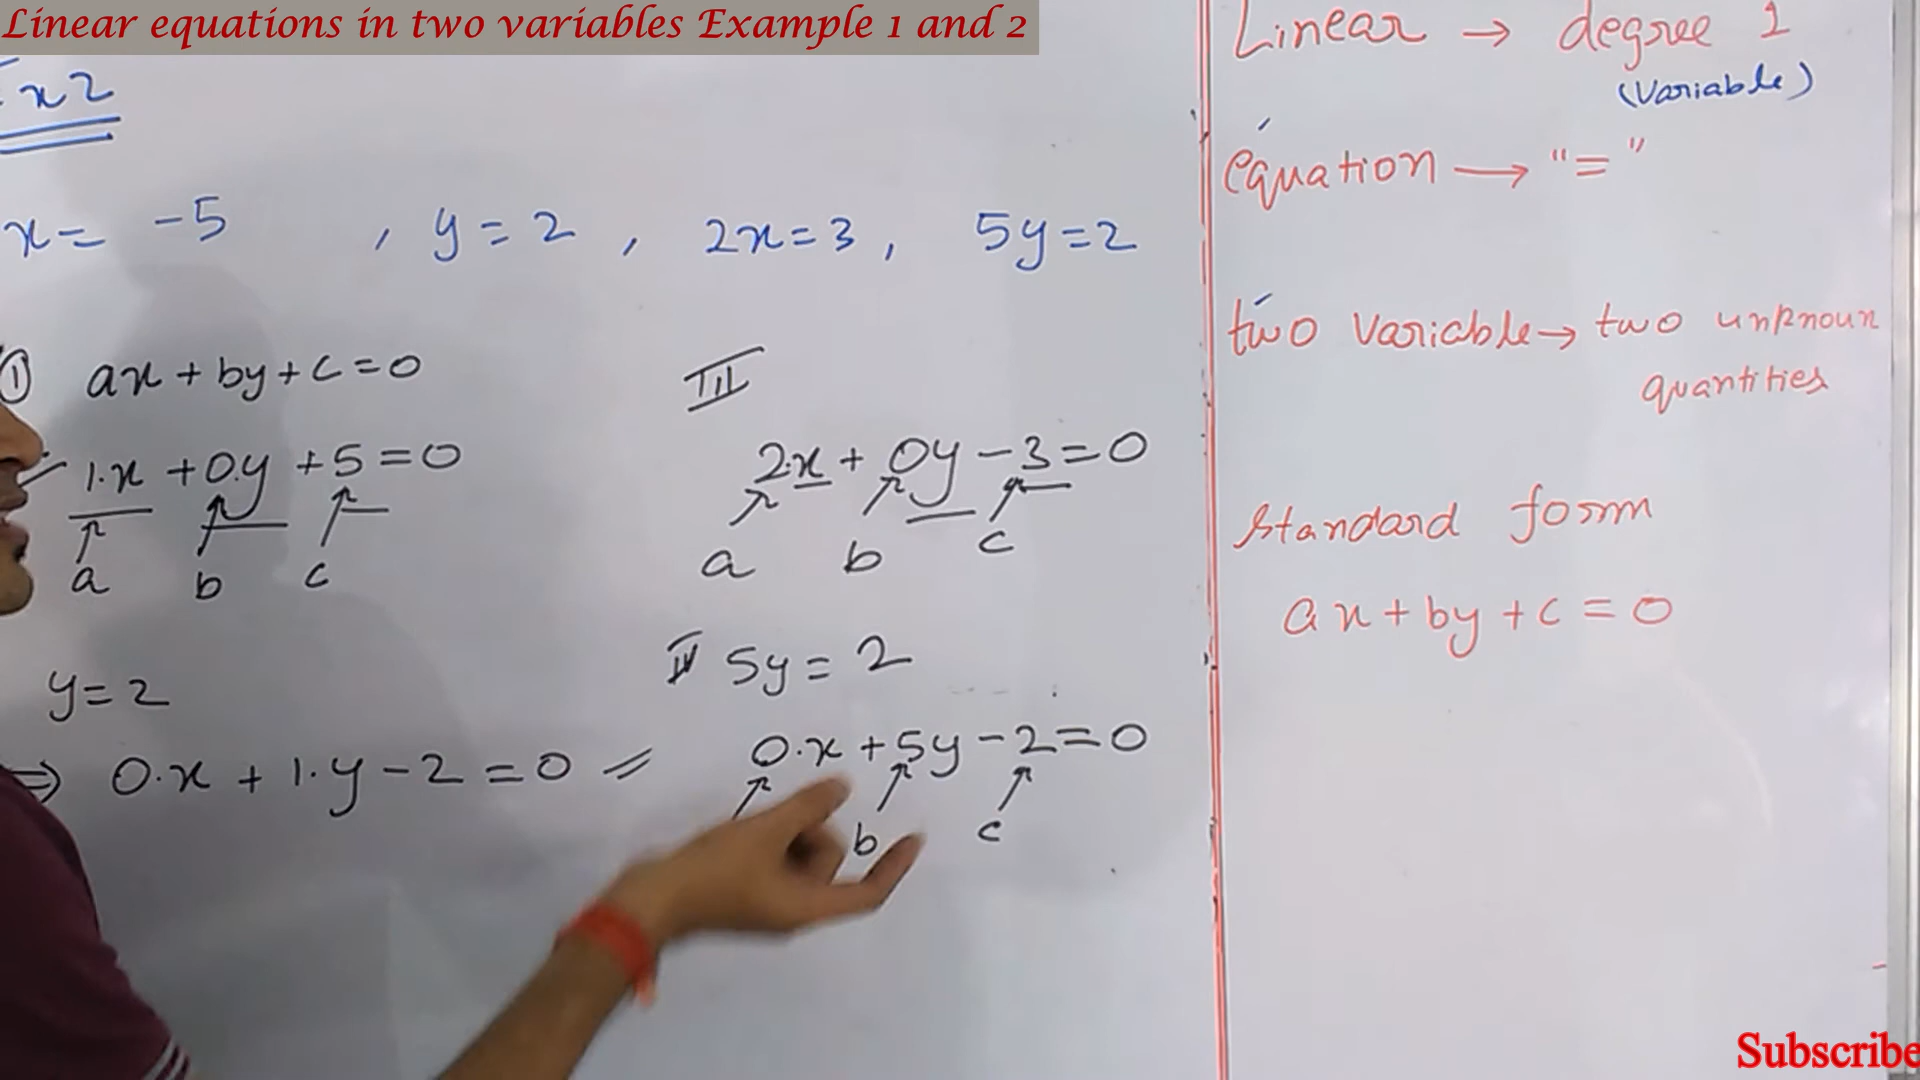 Linear equations in two variables Example 1 and 2
Ex2
x = -5 , y = 2 , 2x = 3 , 5y = 2
① ax + by + c = 0
1.x + 0.y + 5 = 0
a b c
y = 2
⇒ 0.x + 1.y - 2 = 0
III
2.x + 0y - 3 = 0
a b c
IV 5y = 2
0.x + 5y - 2 = 0
b c
Linear → degree 1
(Variable)
equation → "="
two variable → two unknown
quantities
Standard form
ax + by + c = 0
Subscribe